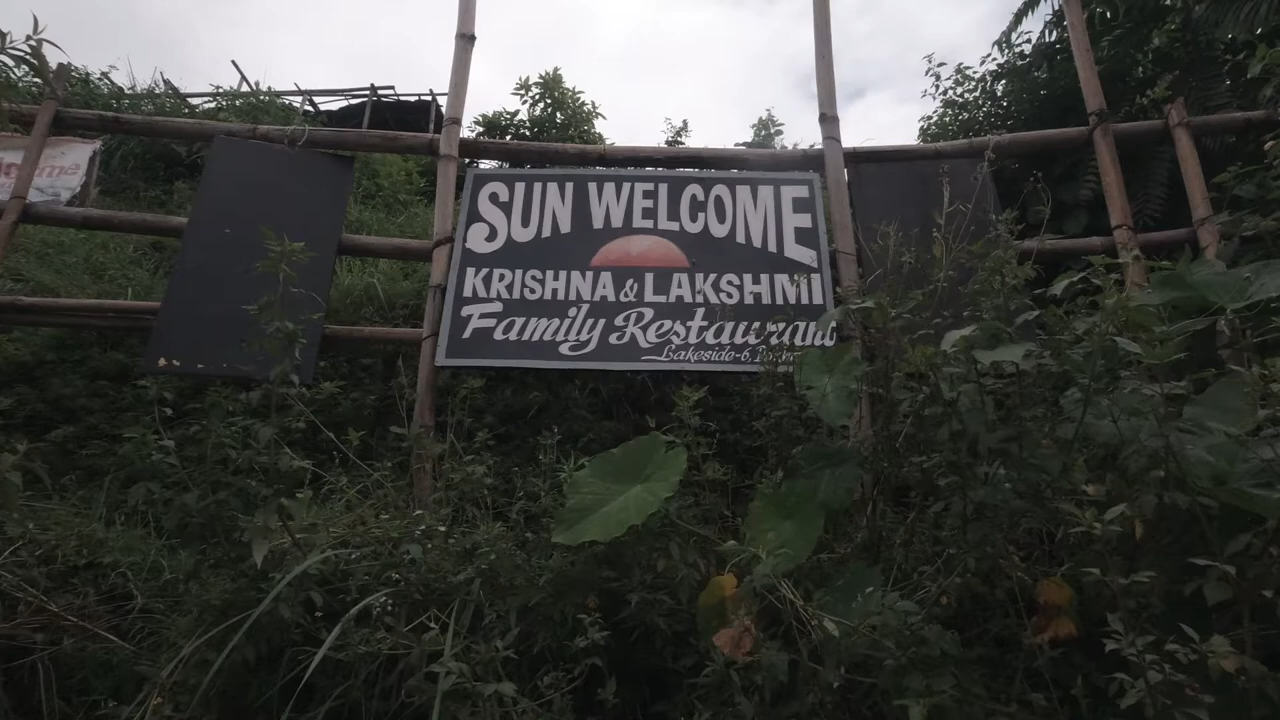 SUN WELCOME
KRISHNA & LAKSHMI
Family Restaurant
Lakeside-6,